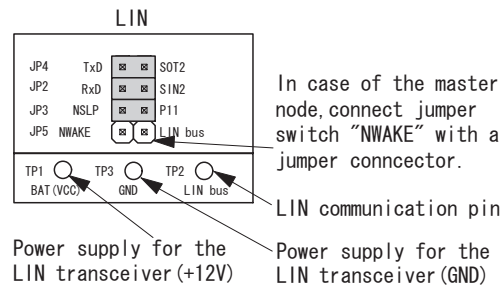 LIN
JP4 TxD SOT2
JP2 RxD SIN2
JP3 NSLP P11
JP5 NWAKE LIN bus
In case of the master
node,connect jumper
switch "NWAKE" with a
jumper conncector.
TP1 TP3 TP2
BAT(VCC) GND LIN bus
LIN communication pin
Power supply for the
LIN transceiver(+12V)
Power supply for the
LIN transceiver(GND)